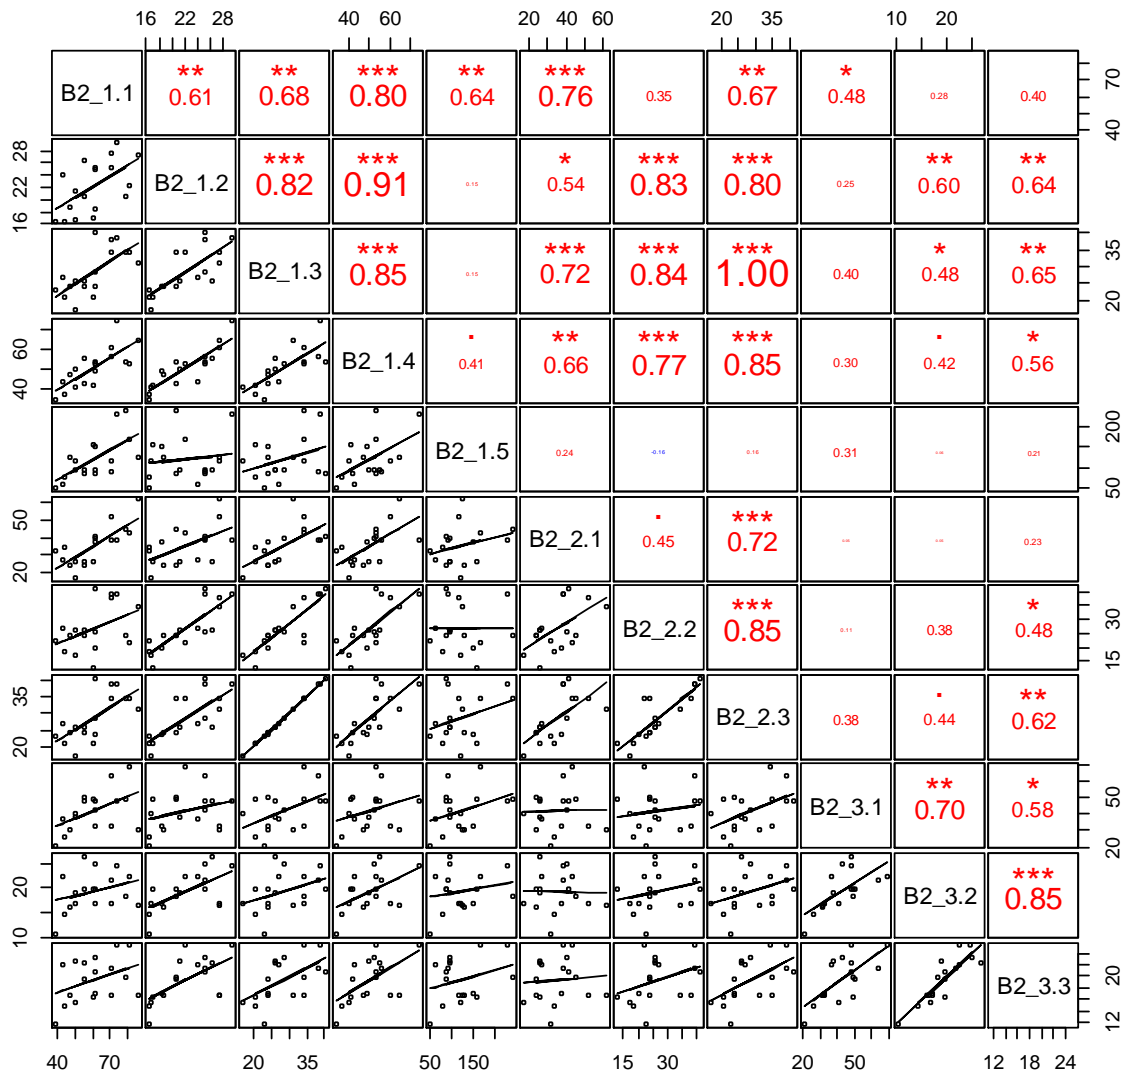 16 22 28 40 60 20 40 60 20 35 10 20
B2_1.1 ** 0.61 ** 0.68 *** 0.80 ** 0.64 *** 0.76 0.35 ** 0.67 * 0.48 0.28 0.40 40 70
16 22 28 B2_1.2 *** 0.82 *** 0.91 0.15 * 0.54 *** 0.83 *** 0.80 0.25 ** 0.60 ** 0.64
B2_1.3 *** 0.85 0.15 *** 0.72 *** 0.84 *** 1.00 0.40 * 0.48 ** 0.65 20 35
40 60 B2_1.4 . 0.41 ** 0.66 *** 0.77 *** 0.85 0.30 . 0.42 * 0.56
B2_1.5 0.24 -0.16 0.16 0.31 0.21 50 200
20 50 B2_2.1 . 0.45 *** 0.72 0.23
B2_2.2 *** 0.85 0.11 0.38 * 0.48 15 30
20 35 B2_2.3 0.38 . 0.44 ** 0.62
B2_3.1 ** 0.70 * 0.58 20 50
10 20 B2_3.2 *** 0.85
B2_3.3 12 20
40 70 20 35 50 150 15 30 20 50 12 18 24